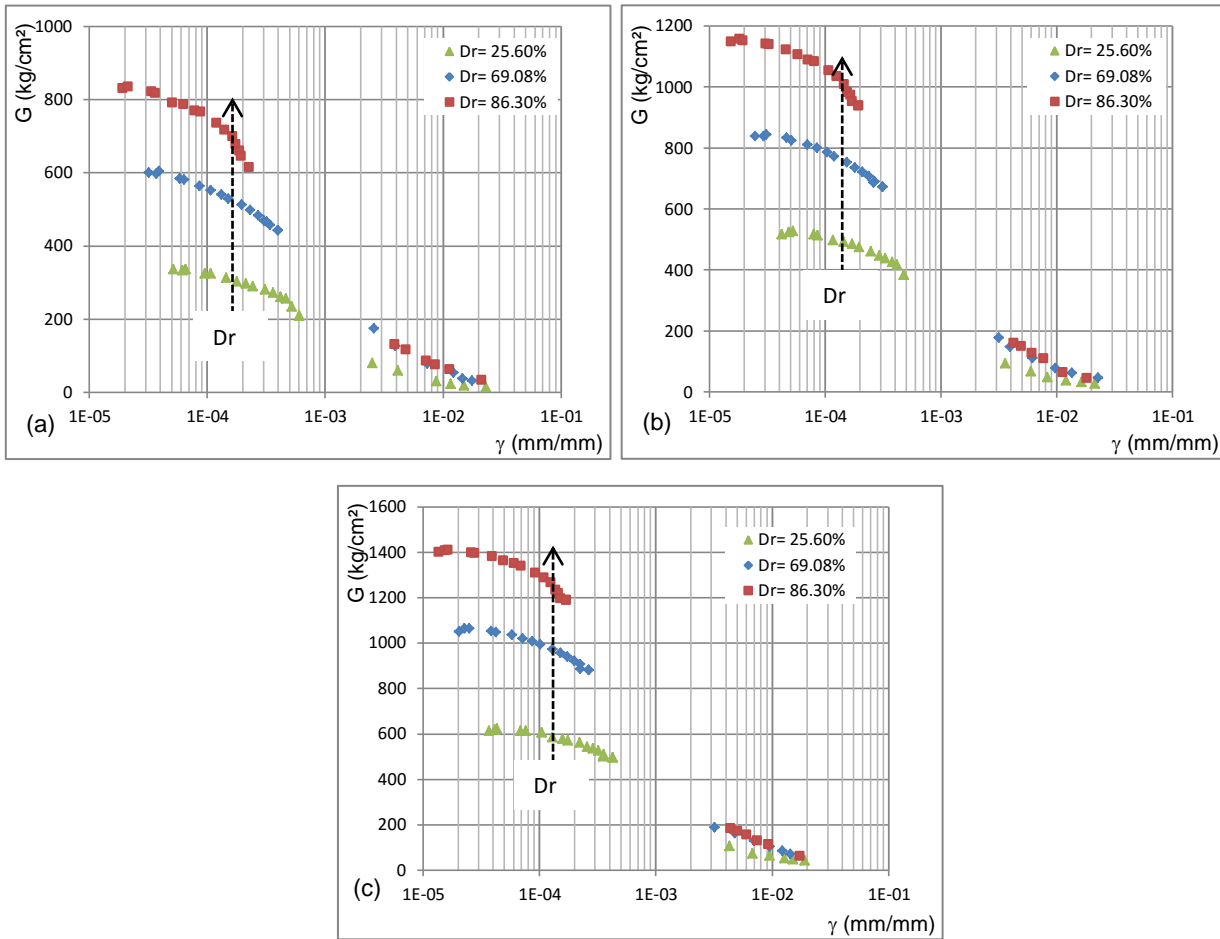 G (kg/cm²)
1000
800
600
400
200
0
Dr= 25.60%
Dr= 69.08%
Dr= 86.30%
Dr
1E-05 1E-04 1E-03 1E-02 1E-01
(a)
γ (mm/mm)
G (kg/cm²)
1200
1000
800
600
400
200
0
Dr= 25.60%
Dr= 69.08%
Dr= 86.30%
Dr
1E-05 1E-04 1E-03 1E-02 1E-01
(b)
γ (mm/mm)
G (kg/cm²)
1600
1400
1200
1000
800
600
400
200
0
Dr= 25.60%
Dr= 69.08%
Dr= 86.30%
Dr
1E-05 1E-04 1E-03 1E-02 1E-01
(c)
γ (mm/mm)